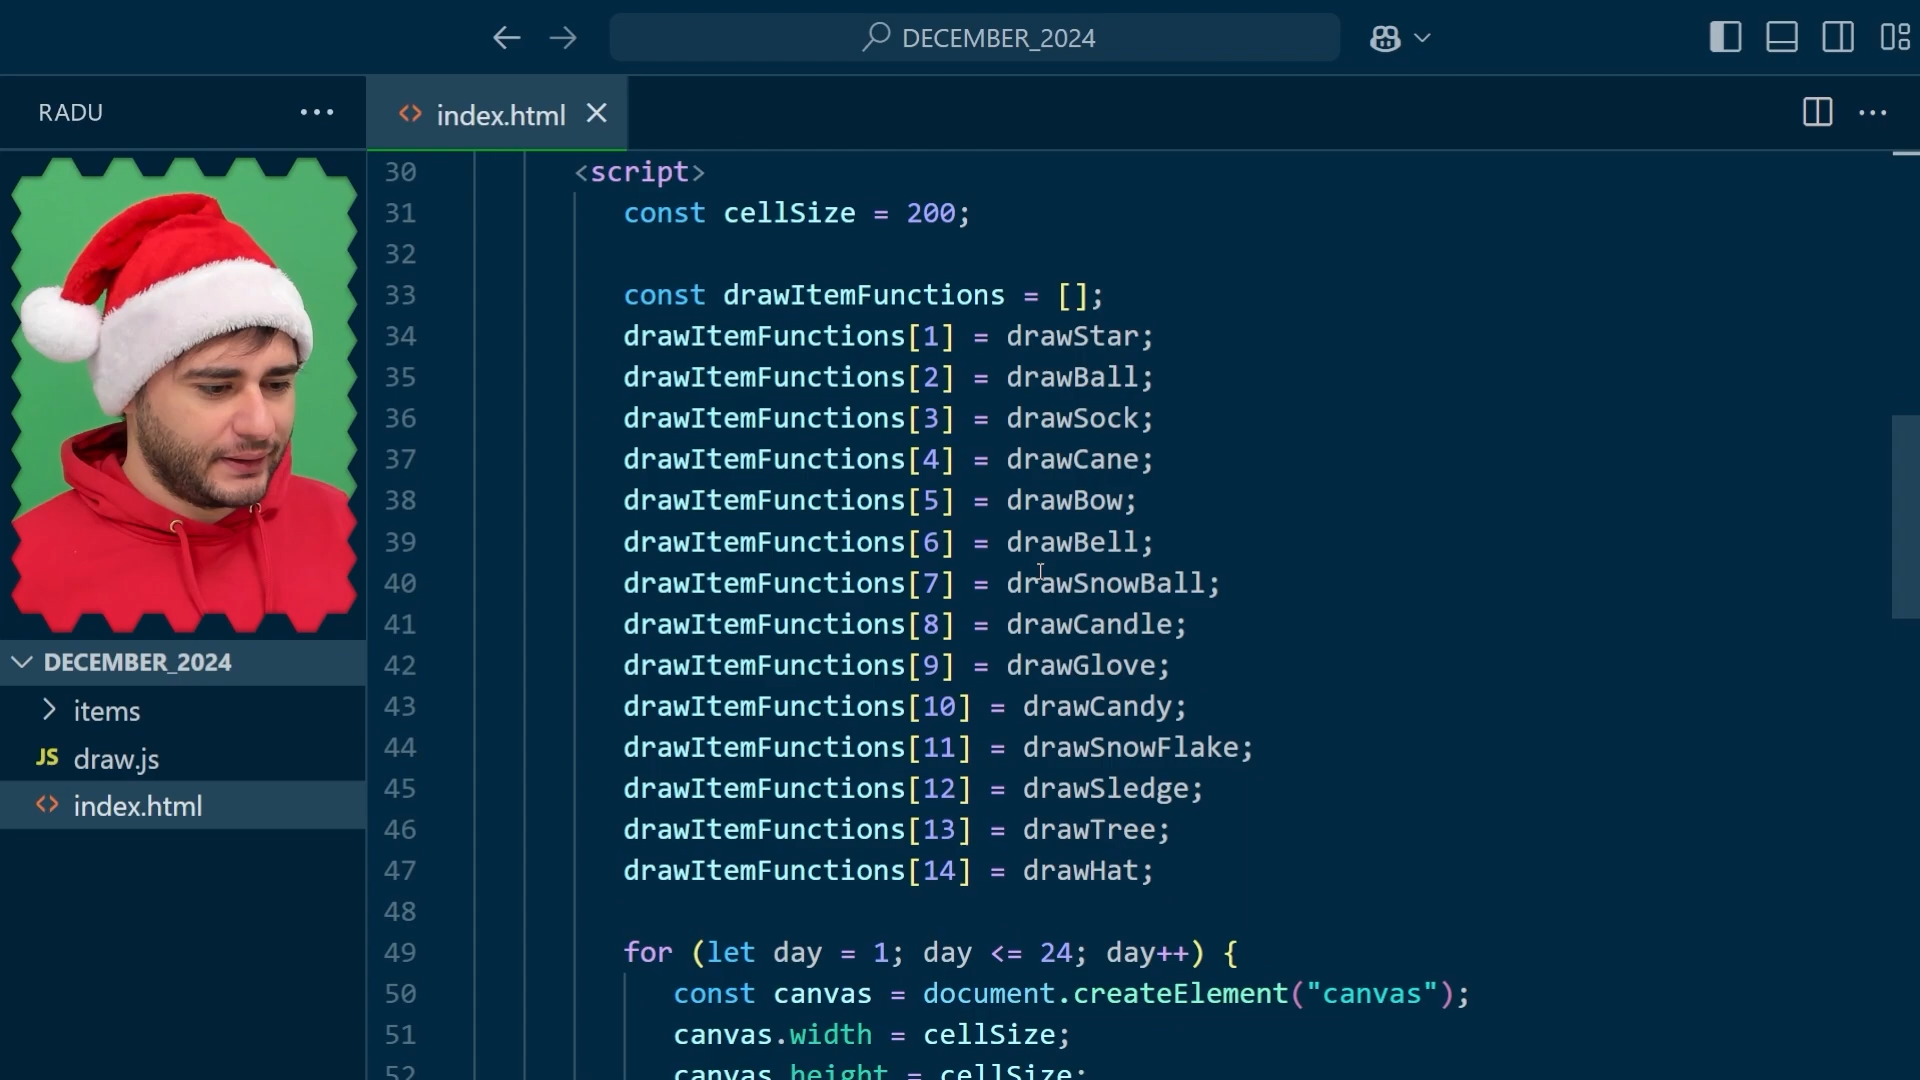 DECEMBER_2024
RADU
index.html
30 <script>
31 const cellSize = 200;
32
33 const drawItemFunctions = [];
34 drawItemFunctions[1] = drawStar;
35 drawItemFunctions[2] = drawBall;
36 drawItemFunctions[3] = drawSock;
37 drawItemFunctions[4] = drawCane;
38 drawItemFunctions[5] = drawBow;
39 drawItemFunctions[6] = drawBell;
40 drawItemFunctions[7] = drawSnowBall;
41 drawItemFunctions[8] = drawCandle;
42 drawItemFunctions[9] = drawGlove;
43 drawItemFunctions[10] = drawCandy;
44 drawItemFunctions[11] = drawSnowFlake;
45 drawItemFunctions[12] = drawSledge;
46 drawItemFunctions[13] = drawTree;
47 drawItemFunctions[14] = drawHat;
48
49 for (let day = 1; day <= 24; day++) {
50 const canvas = document.createElement("canvas");
51 canvas.width = cellSize;
52 canvas.height = cellSize;
DECEMBER_2024
items
JS draw.js
index.html